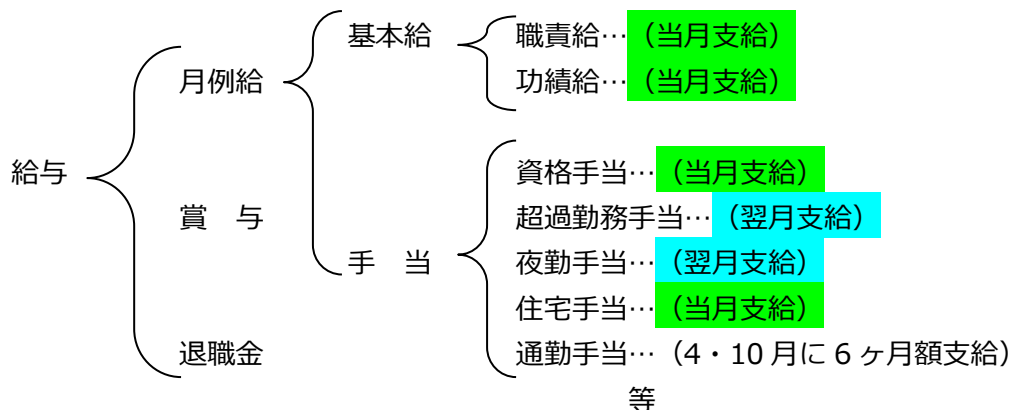 基本給 職責給…（当月支給）
月例給 功績給…（当月支給）
給与 資格手当…（当月支給）
賞　与 超過勤務手当…（翌月支給）
手　当 夜勤手当…（翌月支給）
住宅手当…（当月支給）
退職金 通勤手当…（4・10月に6ヶ月額支給）
等